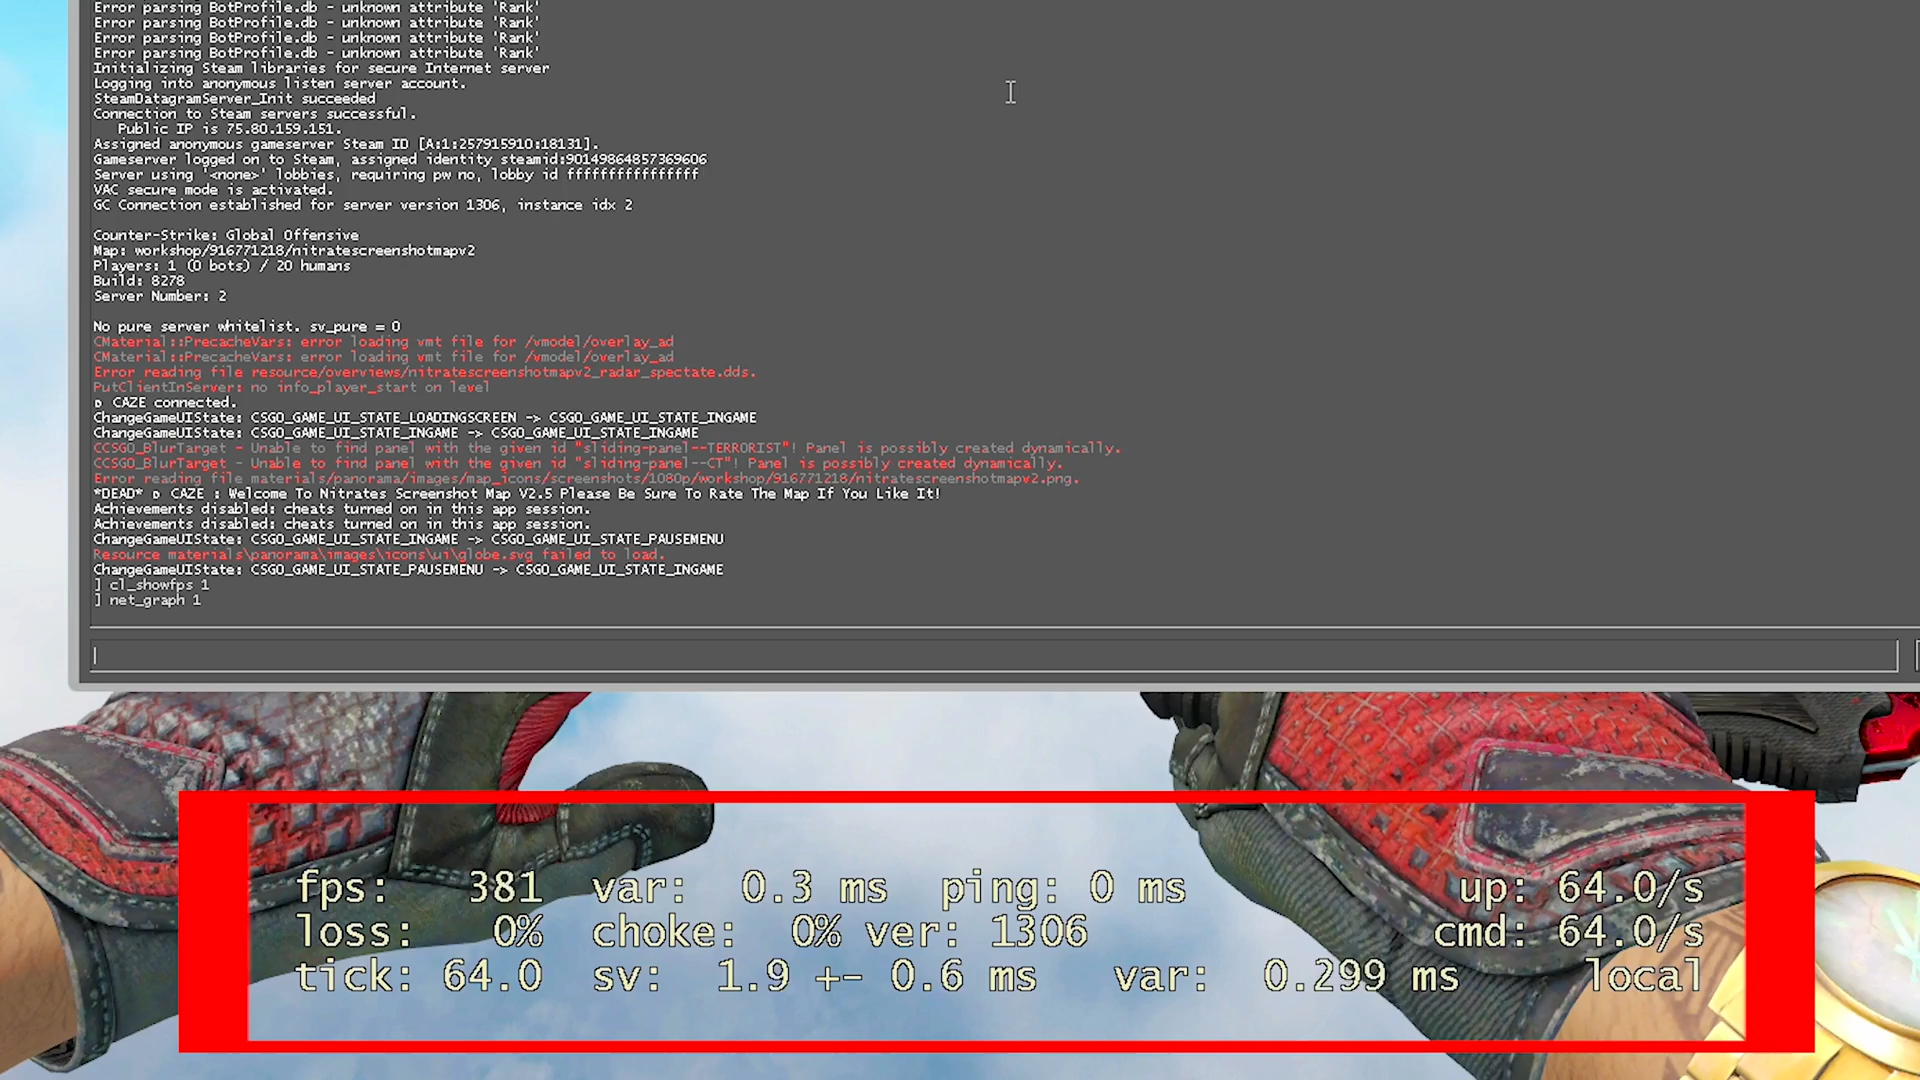 Error parsing BotProfile.db - unknown attribute 'Rank'
Error parsing BotProfile.db - unknown attribute 'Rank'
Error parsing BotProfile.db - unknown attribute 'Rank'
Error parsing BotProfile.db - unknown attribute 'Rank'
Initializing Steam libraries for secure Internet server
Logging into anonymous listen server account.
SteamDatagramServer_Init succeeded
Connection to Steam servers successful.
Public IP is 75.80.159.151.
Assigned anonymous gameserver Steam ID [A:1:257915910:18131].
Gameserver logged on to Steam, assigned identity steamid:90149864857369606
Server using '<none>' lobbies, requiring pw no, lobby id ffffffffffffffff
VAC secure mode is activated.
GC Connection established for server version 1306, instance idx 2
Counter-Strike: Global Offensive
Map: workshop/916771218/nitratescreenshotmapv2
Players: 1 (0 bots) / 20 humans
Build: 8278
Server Number: 2
No pure server whitelist. sv_pure = 0
CMaterial::PrecacheVars: error loading vmt file for /vmodel/overlay_ad
CMaterial::PrecacheVars: error loading vmt file for /vmodel/overlay_ad
Error reading file resource/overviews/nitratescreenshotmapv2_radar_spectate.dds.
PutClientInServer: no info_player_start on level
ɒ CAZE connected.
ChangeGameUIState: CSGO_GAME_UI_STATE_LOADINGSCREEN -> CSGO_GAME_UI_STATE_INGAME
ChangeGameUIState: CSGO_GAME_UI_STATE_INGAME -> CSGO_GAME_UI_STATE_INGAME
CCSGO_BlurTarget - Unable to find panel with the given id "sliding-panel--TERRORIST"! Panel is possibly created dynamically.
CCSGO_BlurTarget - Unable to find panel with the given id "sliding-panel--CT"! Panel is possibly created dynamically.
Error reading file materials/panorama/images/map_icons/screenshots/1080p/workshop/916771218/nitratescreenshotmapv2.png.
*DEAD* ɒ CAZE : Welcome To Nitrates Screenshot Map V2.5 Please Be Sure To Rate The Map If You Like It!
Achievements disabled: cheats turned on in this app session.
Achievements disabled: cheats turned on in this app session.
ChangeGameUIState: CSGO_GAME_UI_STATE_INGAME -> CSGO_GAME_UI_STATE_PAUSEMENU
Resource materials\panorama\images\icons\ui\globe.svg failed to load.
ChangeGameUIState: CSGO_GAME_UI_STATE_PAUSEMENU -> CSGO_GAME_UI_STATE_INGAME
] cl_showfps 1
] net_graph 1
fps: 381 var: 0.3 ms ping: 0 ms up: 64.0/s
loss: 0% choke: 0% ver: 1306 cmd: 64.0/s
tick: 64.0 sv: 1.9 +- 0.6 ms var: 0.299 ms local